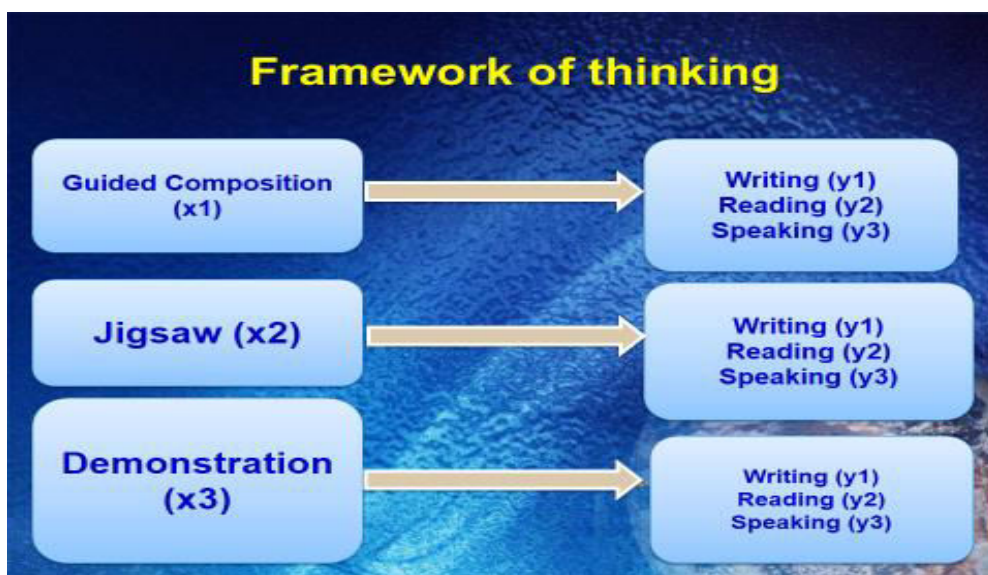 Framework of thinking
Guided Composition
(x1)
Writing (y1)
Reading (y2)
Speaking (y3)
Jigsaw (x2)
Writing (y1)
Reading (y2)
Speaking (y3)
Demonstration
(x3)
Writing (y1)
Reading (y2)
Speaking (y3)